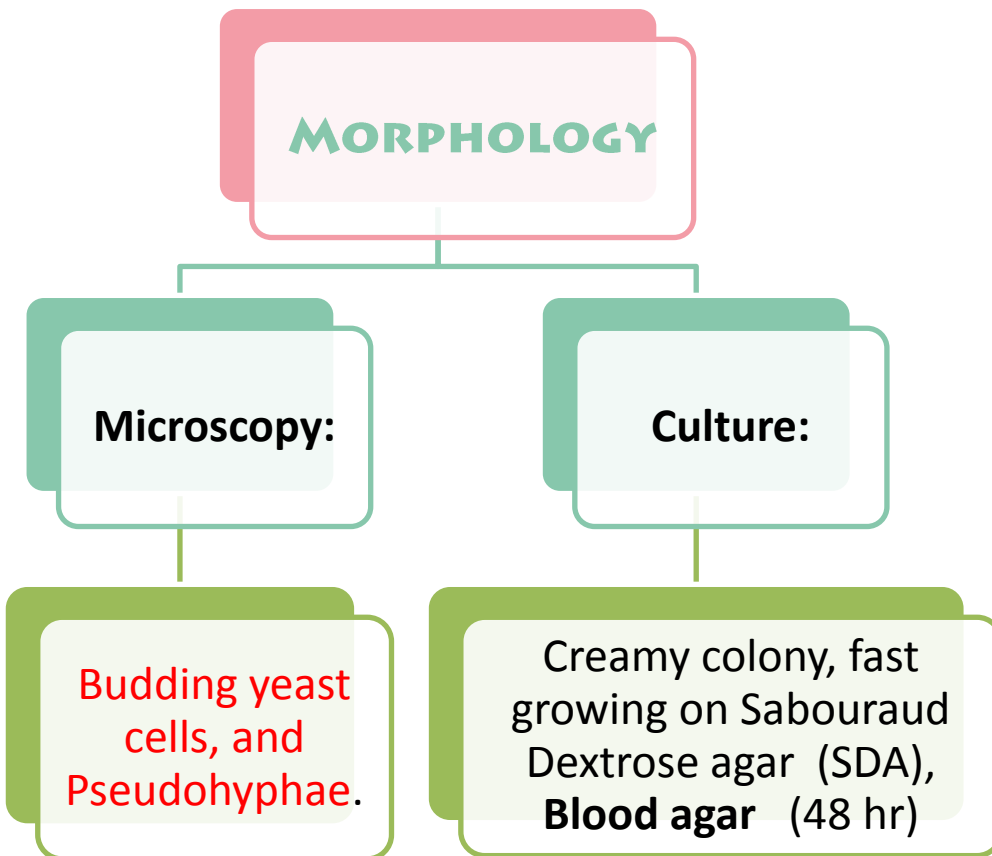 MORPHOLOGY
Microscopy:
Culture:
Budding yeast
cells, and
Pseudohyphae.
Creamy colony, fast
growing on Sabouraud
Dextrose agar (SDA),
Blood agar (48 hr)